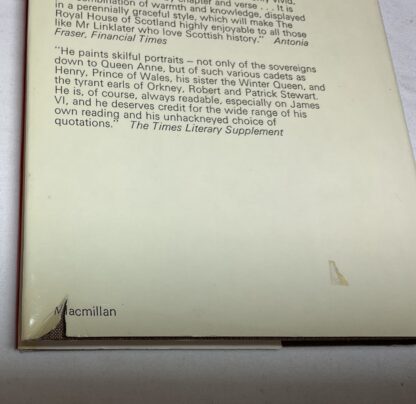 combination of warmth and knowledge, displayed
in a perennially graceful style, which will make The
Royal House of Scotland highly enjoyable to all those
like Mr Linklater who love Scottish history." Antonia
Fraser, Financial Times
"He paints skilful portraits – not only of the sovereigns
down to Queen Anne, but of such various cadets as
Henry, Prince of Wales, his sister the Winter Queen, and
the tyrant earls of Orkney, Robert and Patrick Stewart.
He is, of course, always readable, especially on James
VI, and he deserves credit for the wide range of his
own reading and his unhackneyed choice of
quotations." The Times Literary Supplement
Macmillan